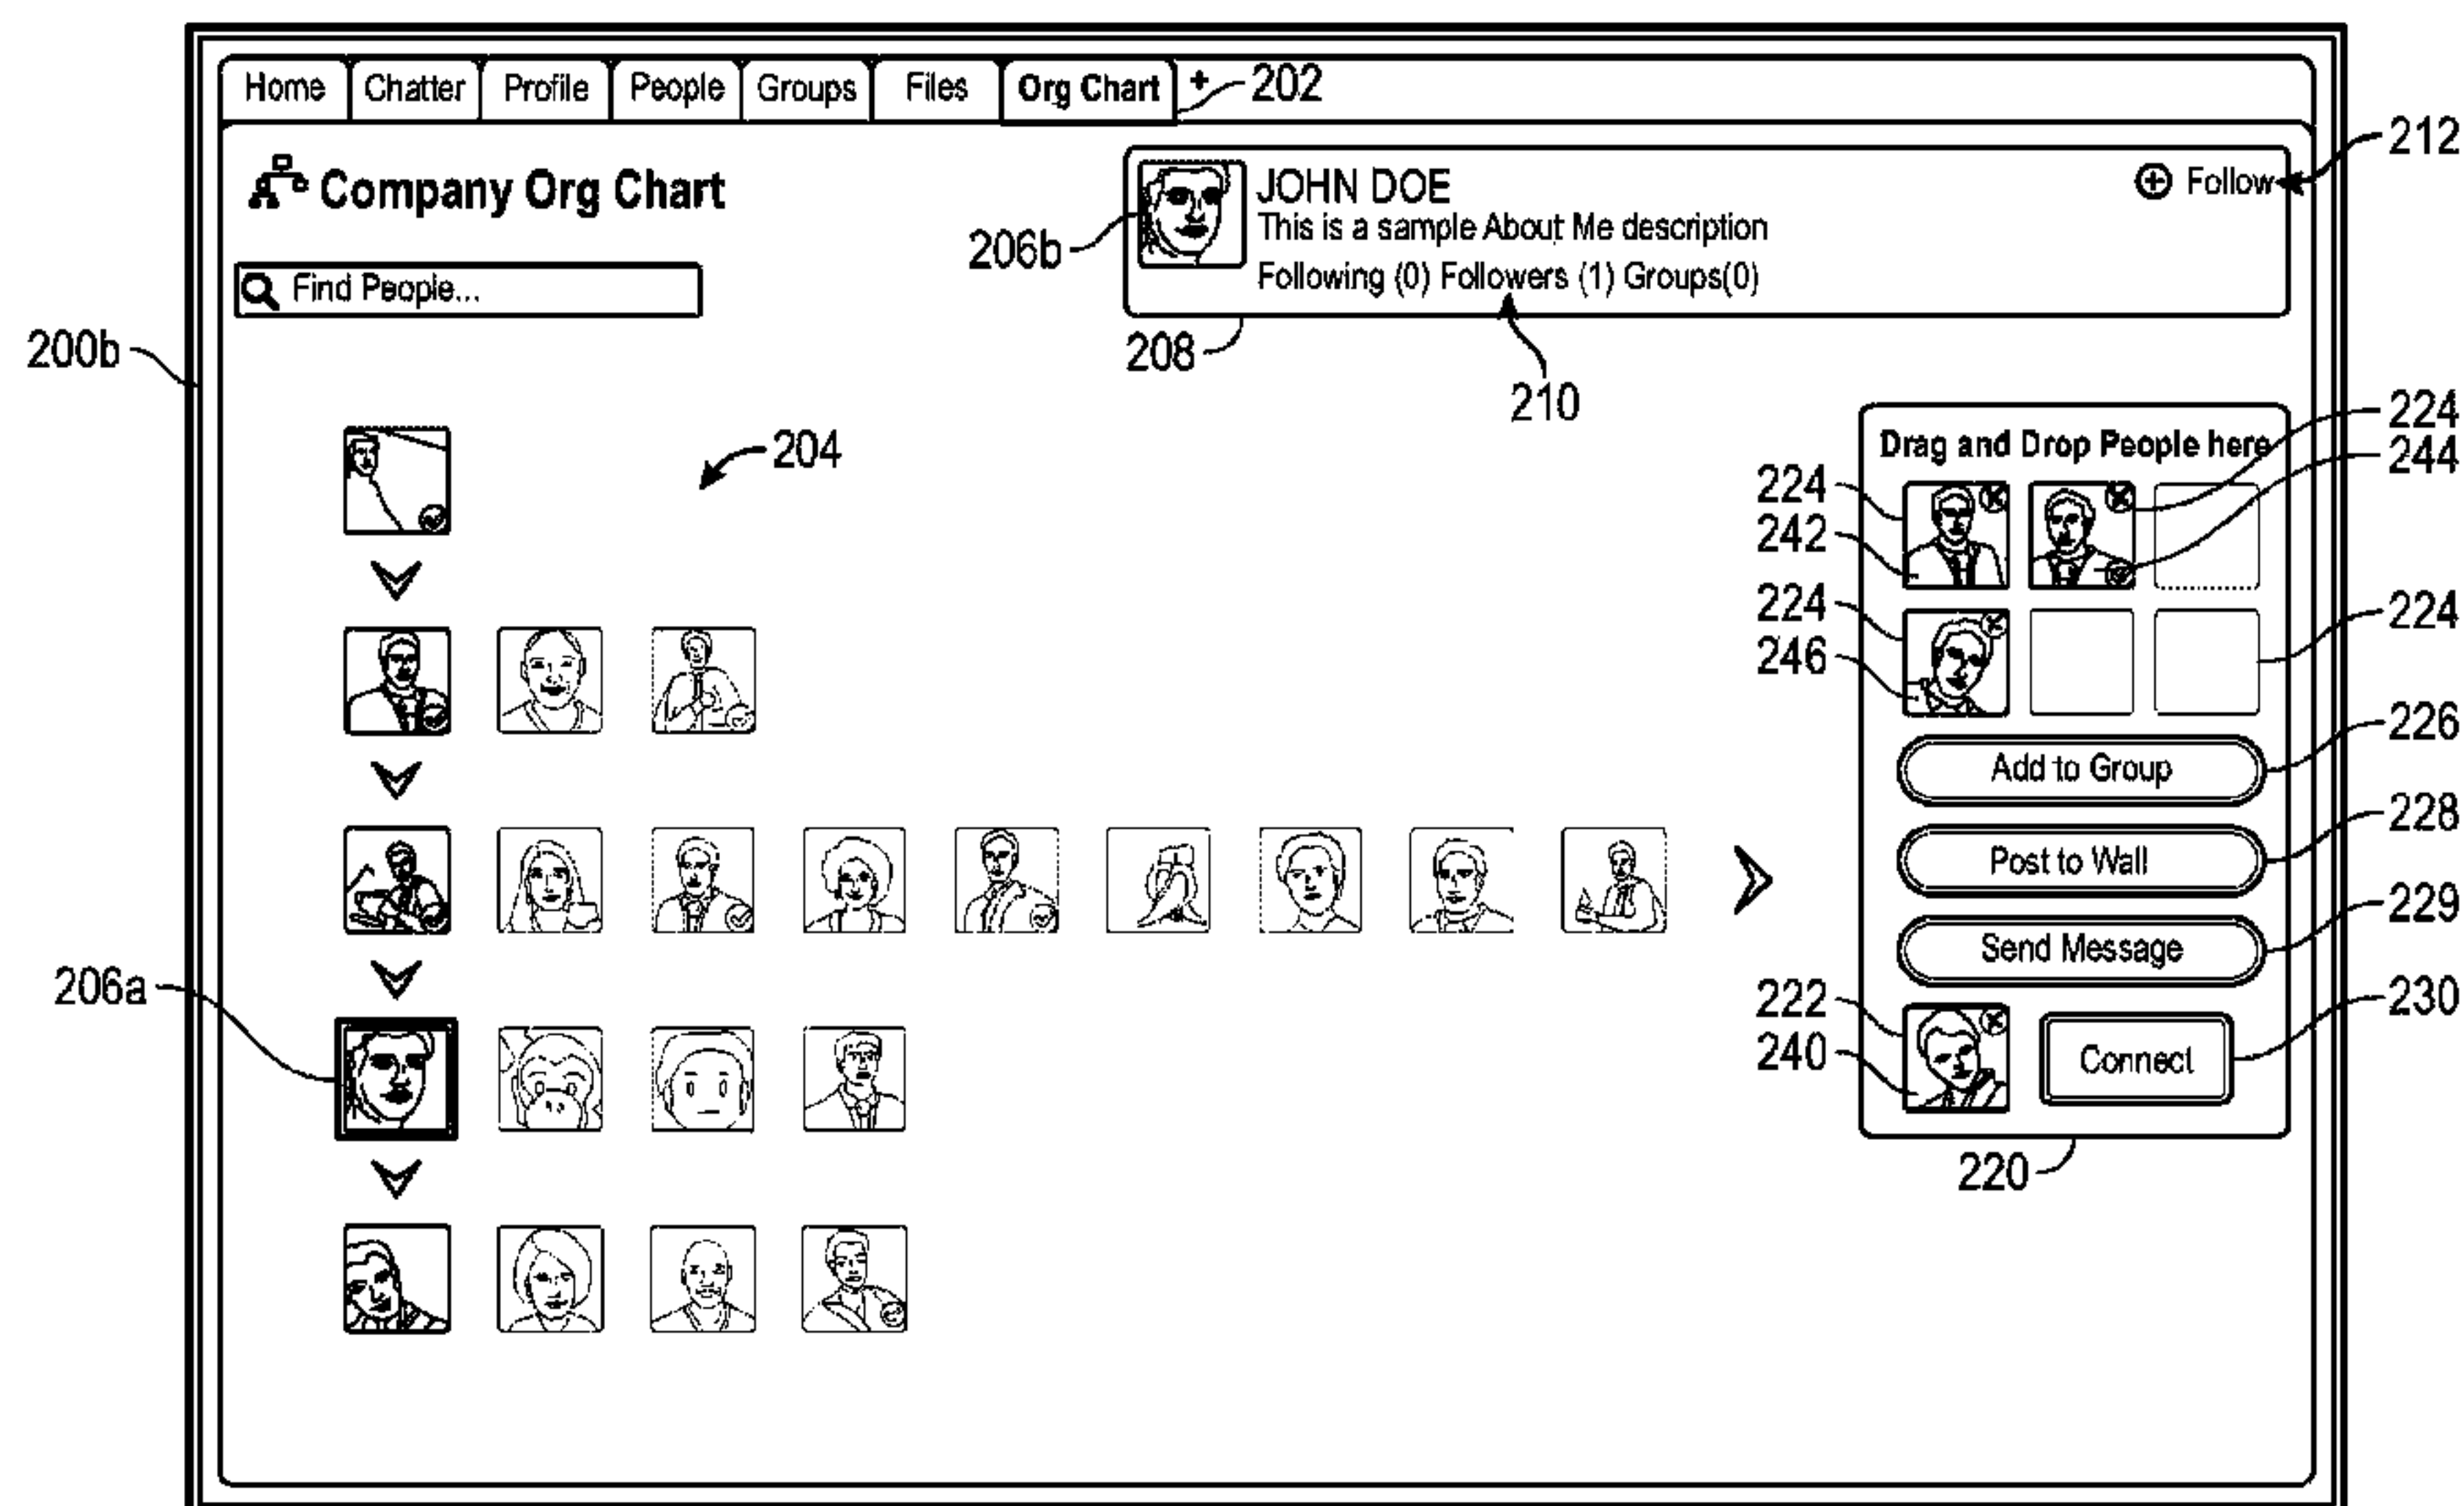 Home Chatter Profile People Groups Files Org Chart + 202
212
Company Org Chart
JOHN DOE
Follow
206b
This is a sample About Me description
Find People...
Following (0) Followers (1) Groups(0)
200b
208
210
224
204
Drag and Drop People here
244
224
242
224
224
246
226
Add to Group
228
Post to Wall
229
Send Message
206a
222
230
240
Connect
220